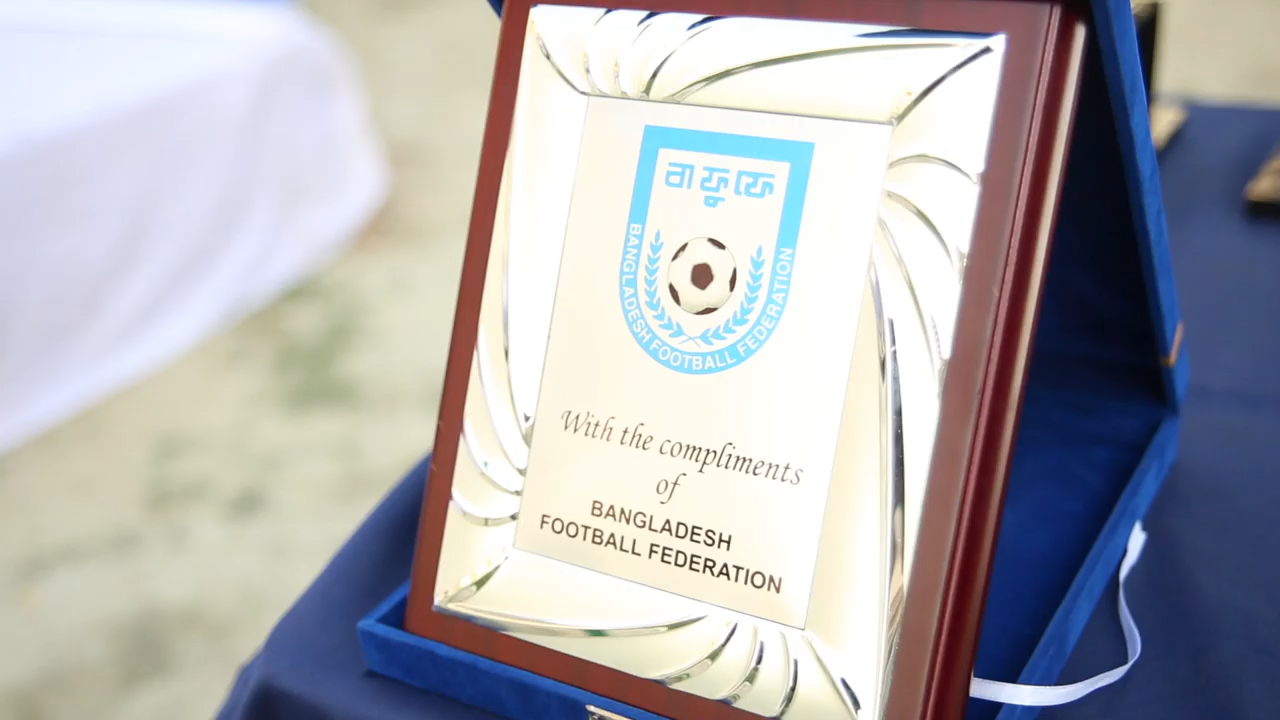 বা ফু ফে
BANGLADESH FOOTBALL FEDERATION
With the compliments
of
BANGLADESH
FOOTBALL FEDERATION